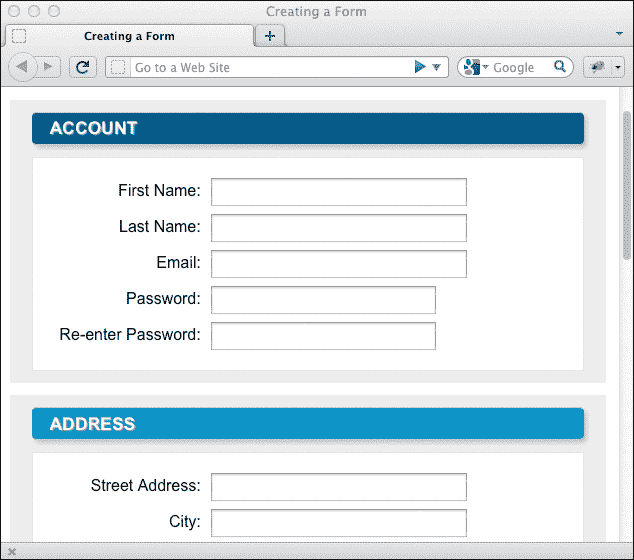 Creating a Form
Creating a Form
Go to a Web Site
Google
ACCOUNT
First Name:
Last Name:
Email:
Password:
Re-enter Password:
ADDRESS
Street Address:
City: